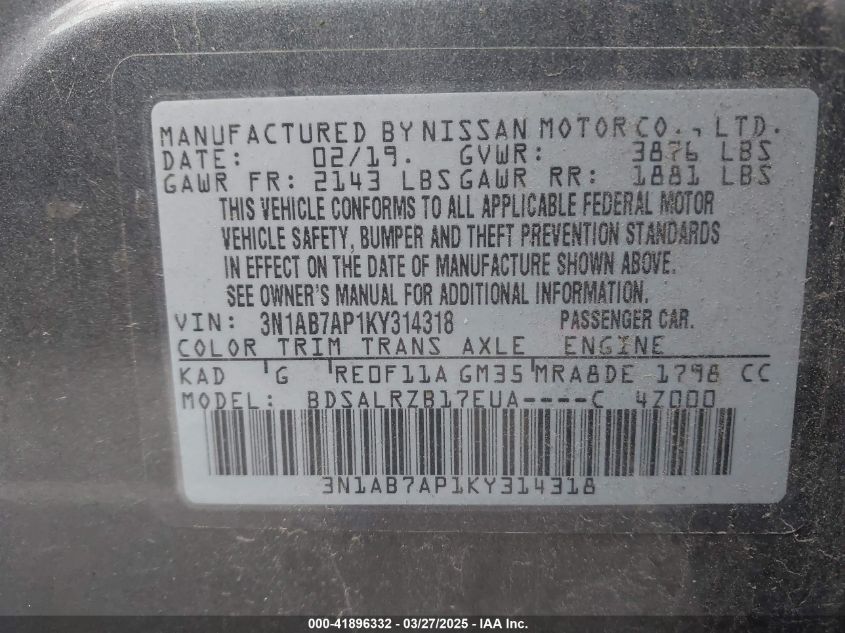 MANUFACTURED BY NISSAN MOTOR CO., LTD.
DATE: 02/19. GVWR: 3876 LBS
GAWR FR: 2143 LBS GAWR RR: 1881 LBS
THIS VEHICLE CONFORMS TO ALL APPLICABLE FEDERAL MOTOR
VEHICLE SAFETY, BUMPER AND THEFT PREVENTION STANDARDS
IN EFFECT ON THE DATE OF MANUFACTURE SHOWN ABOVE.
SEE OWNER'S MANUAL FOR ADDITIONAL INFORMATION.
VIN: 3N1AB7AP1KY314318 PASSENGER CAR.
COLOR TRIM TRANS AXLE ENGINE
KAD 'G 'RE0F11A GM35'MRA8DE 1798 CC
MODEL: BDSALRZB17EUA----C 4Z000
3N1AB7AP1KY314318
000-41896332 - 03/27/2025 - IAA Inc.